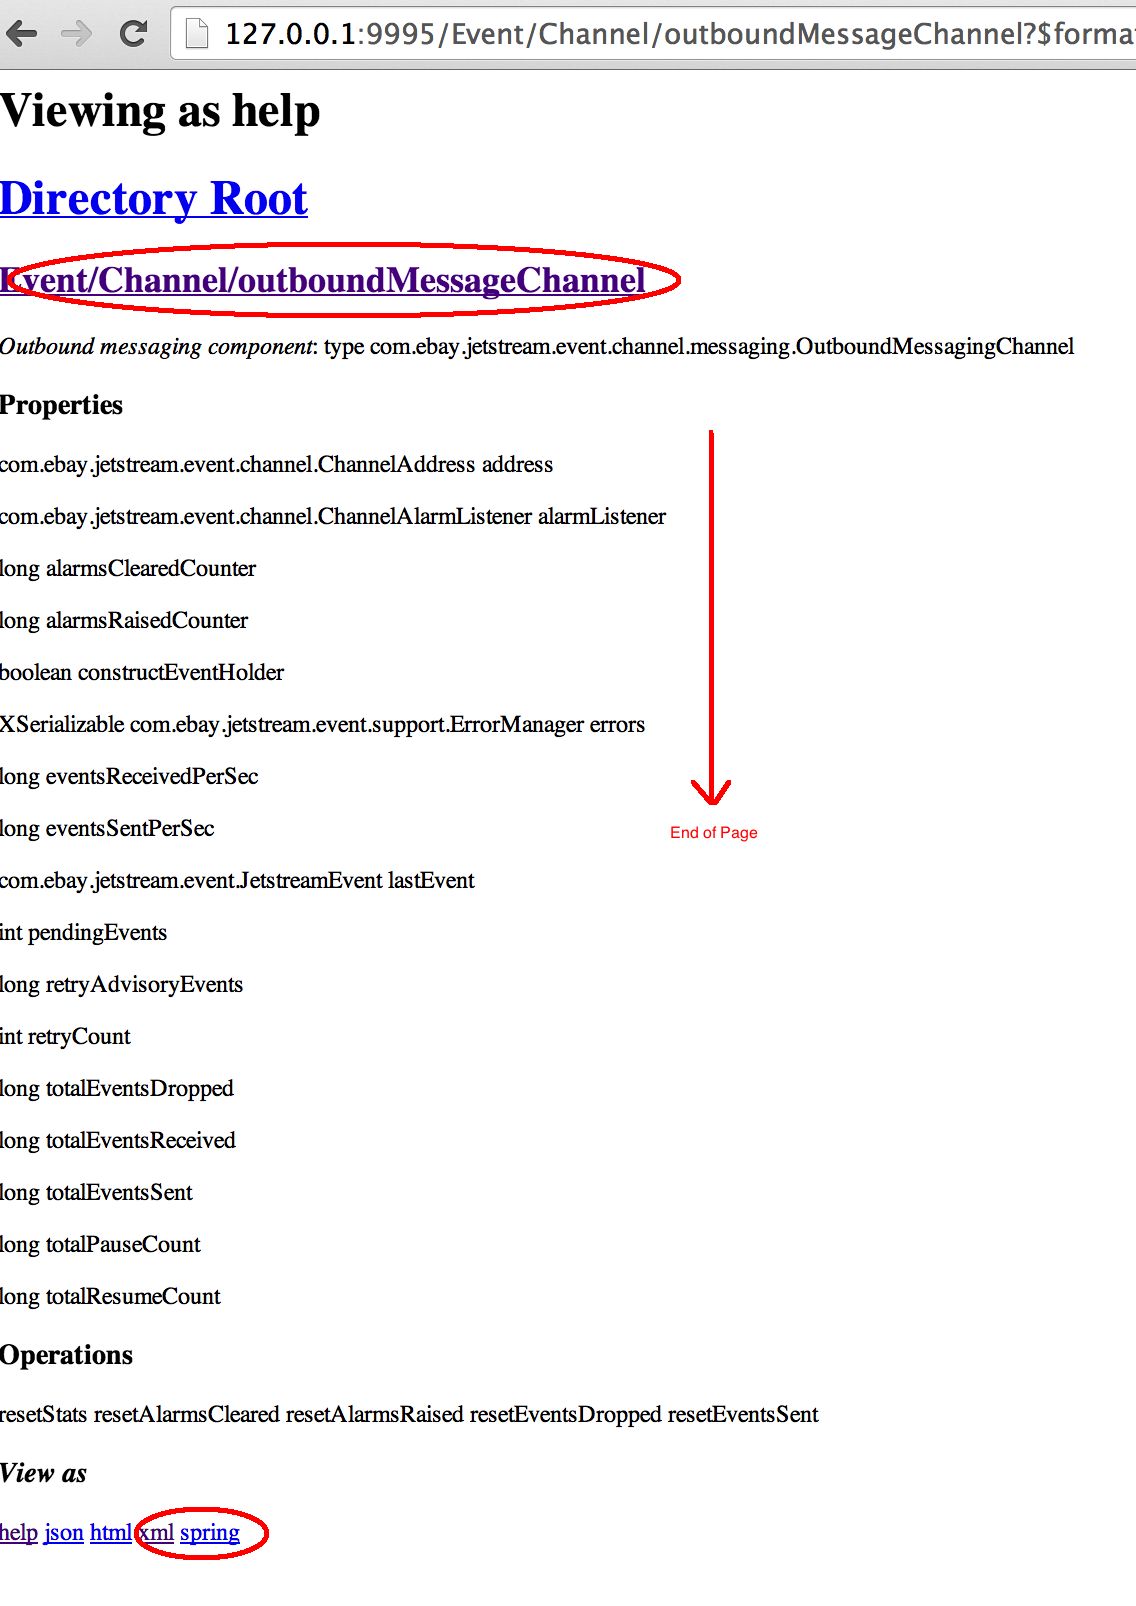 127.0.0.1:9995/Event/Channel/outboundMessageChannel?$forma
Viewing as help
Directory Root
Event/Channel/outboundMessageChannel
Outbound messaging component: type com.ebay.jetstream.event.channel.messaging.OutboundMessagingChannel
Properties
com.ebay.jetstream.event.channel.ChannelAddress address
com.ebay.jetstream.event.channel.ChannelAlarmListener alarmListener
long alarmsClearedCounter
long alarmsRaisedCounter
boolean constructEventHolder
XSerializable com.ebay.jetstream.event.support.ErrorManager errors
long eventsReceivedPerSec
long eventsSentPerSec
End of Page
com.ebay.jetstream.event.JetstreamEvent lastEvent
int pendingEvents
long retryAdvisoryEvents
int retryCount
long totalEventsDropped
long totalEventsReceived
long totalEventsSent
long totalPauseCount
long totalResumeCount
Operations
resetStats resetAlarmsCleared resetAlarmsRaised resetEventsDropped resetEventsSent
View as
help json html xml spring